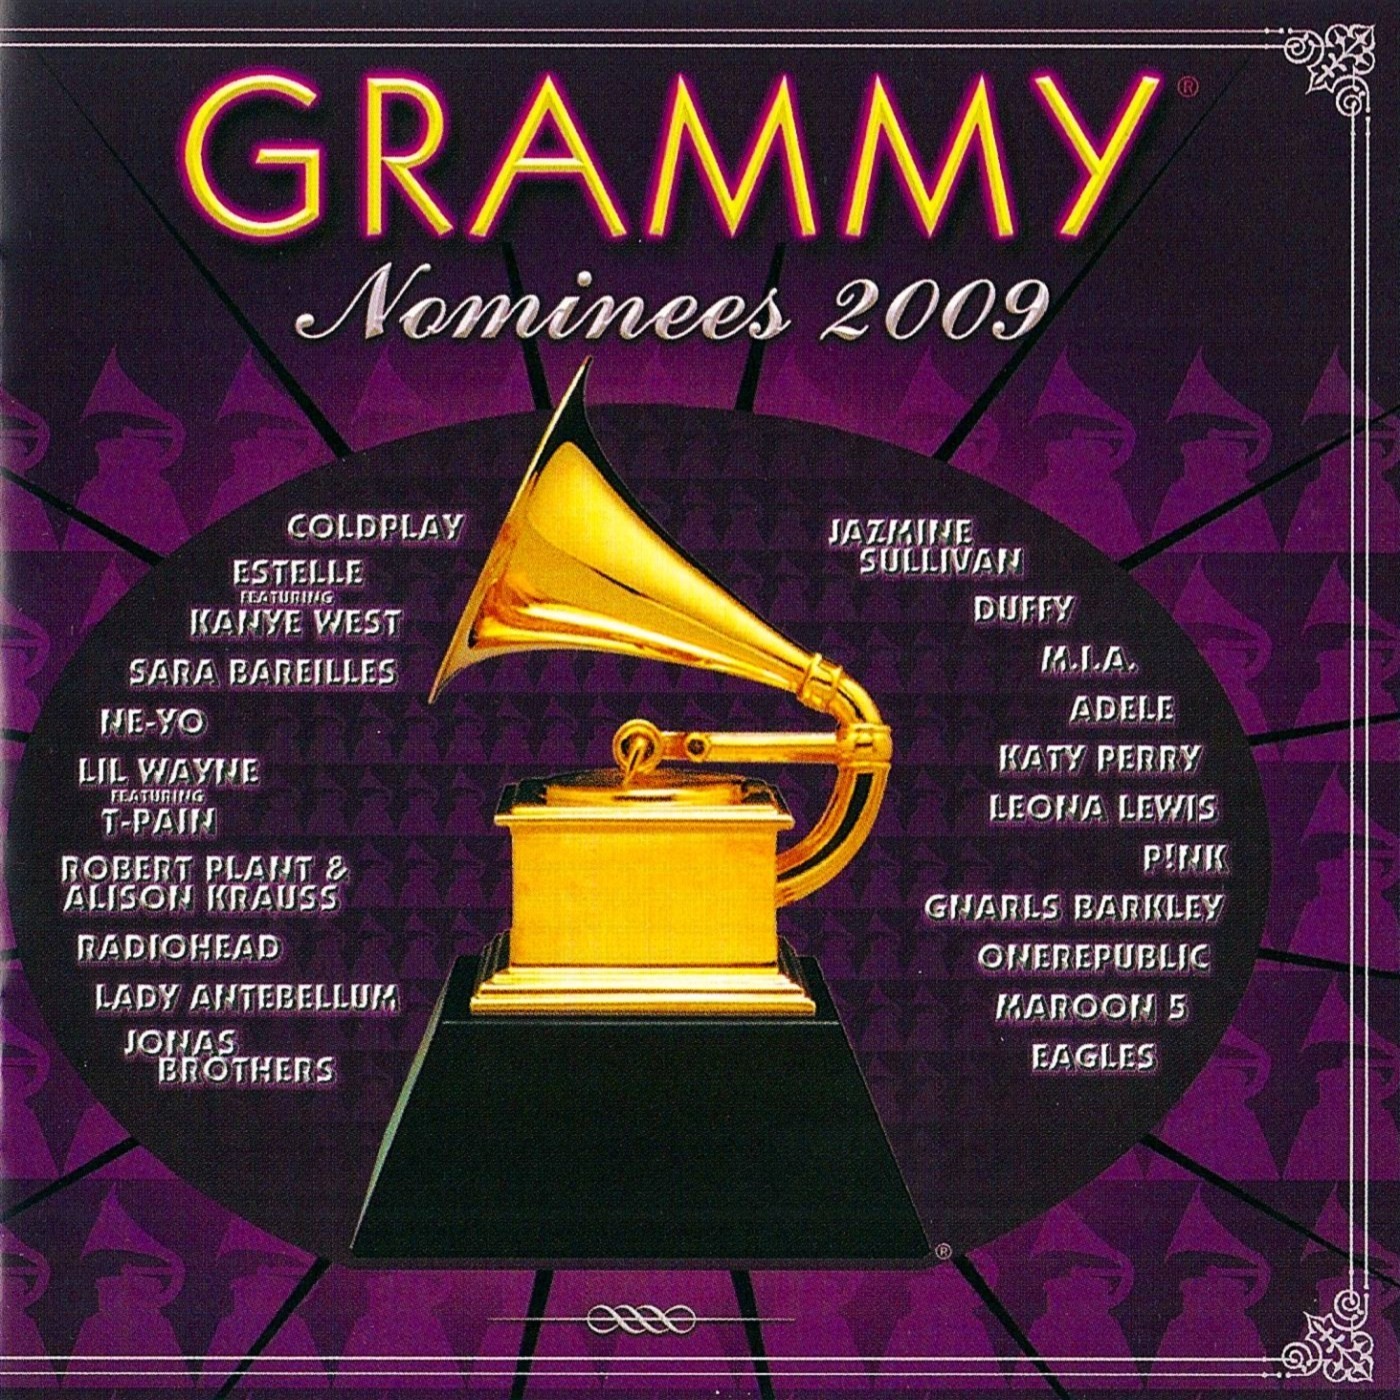 GRAMMY®
Nominees 2009
COLDPLAY
ESTELLE
FEATURING
KANYE WEST
SARA BAREILLES
NE-YO
LIL WAYNE
FEATURING
T-PAIN
ROBERT PLANT &
ALISON KRAUSS
RADIOHEAD
LADY ANTEBELLUM
JONAS
BROTHERS
JAZMINE
SULLIVAN
DUFFY
M.I.A.
ADELE
KATY PERRY
LEONA LEWIS
P!NK
GNARLS BARKLEY
ONEREPUBLIC
MAROON 5
EAGLES
®